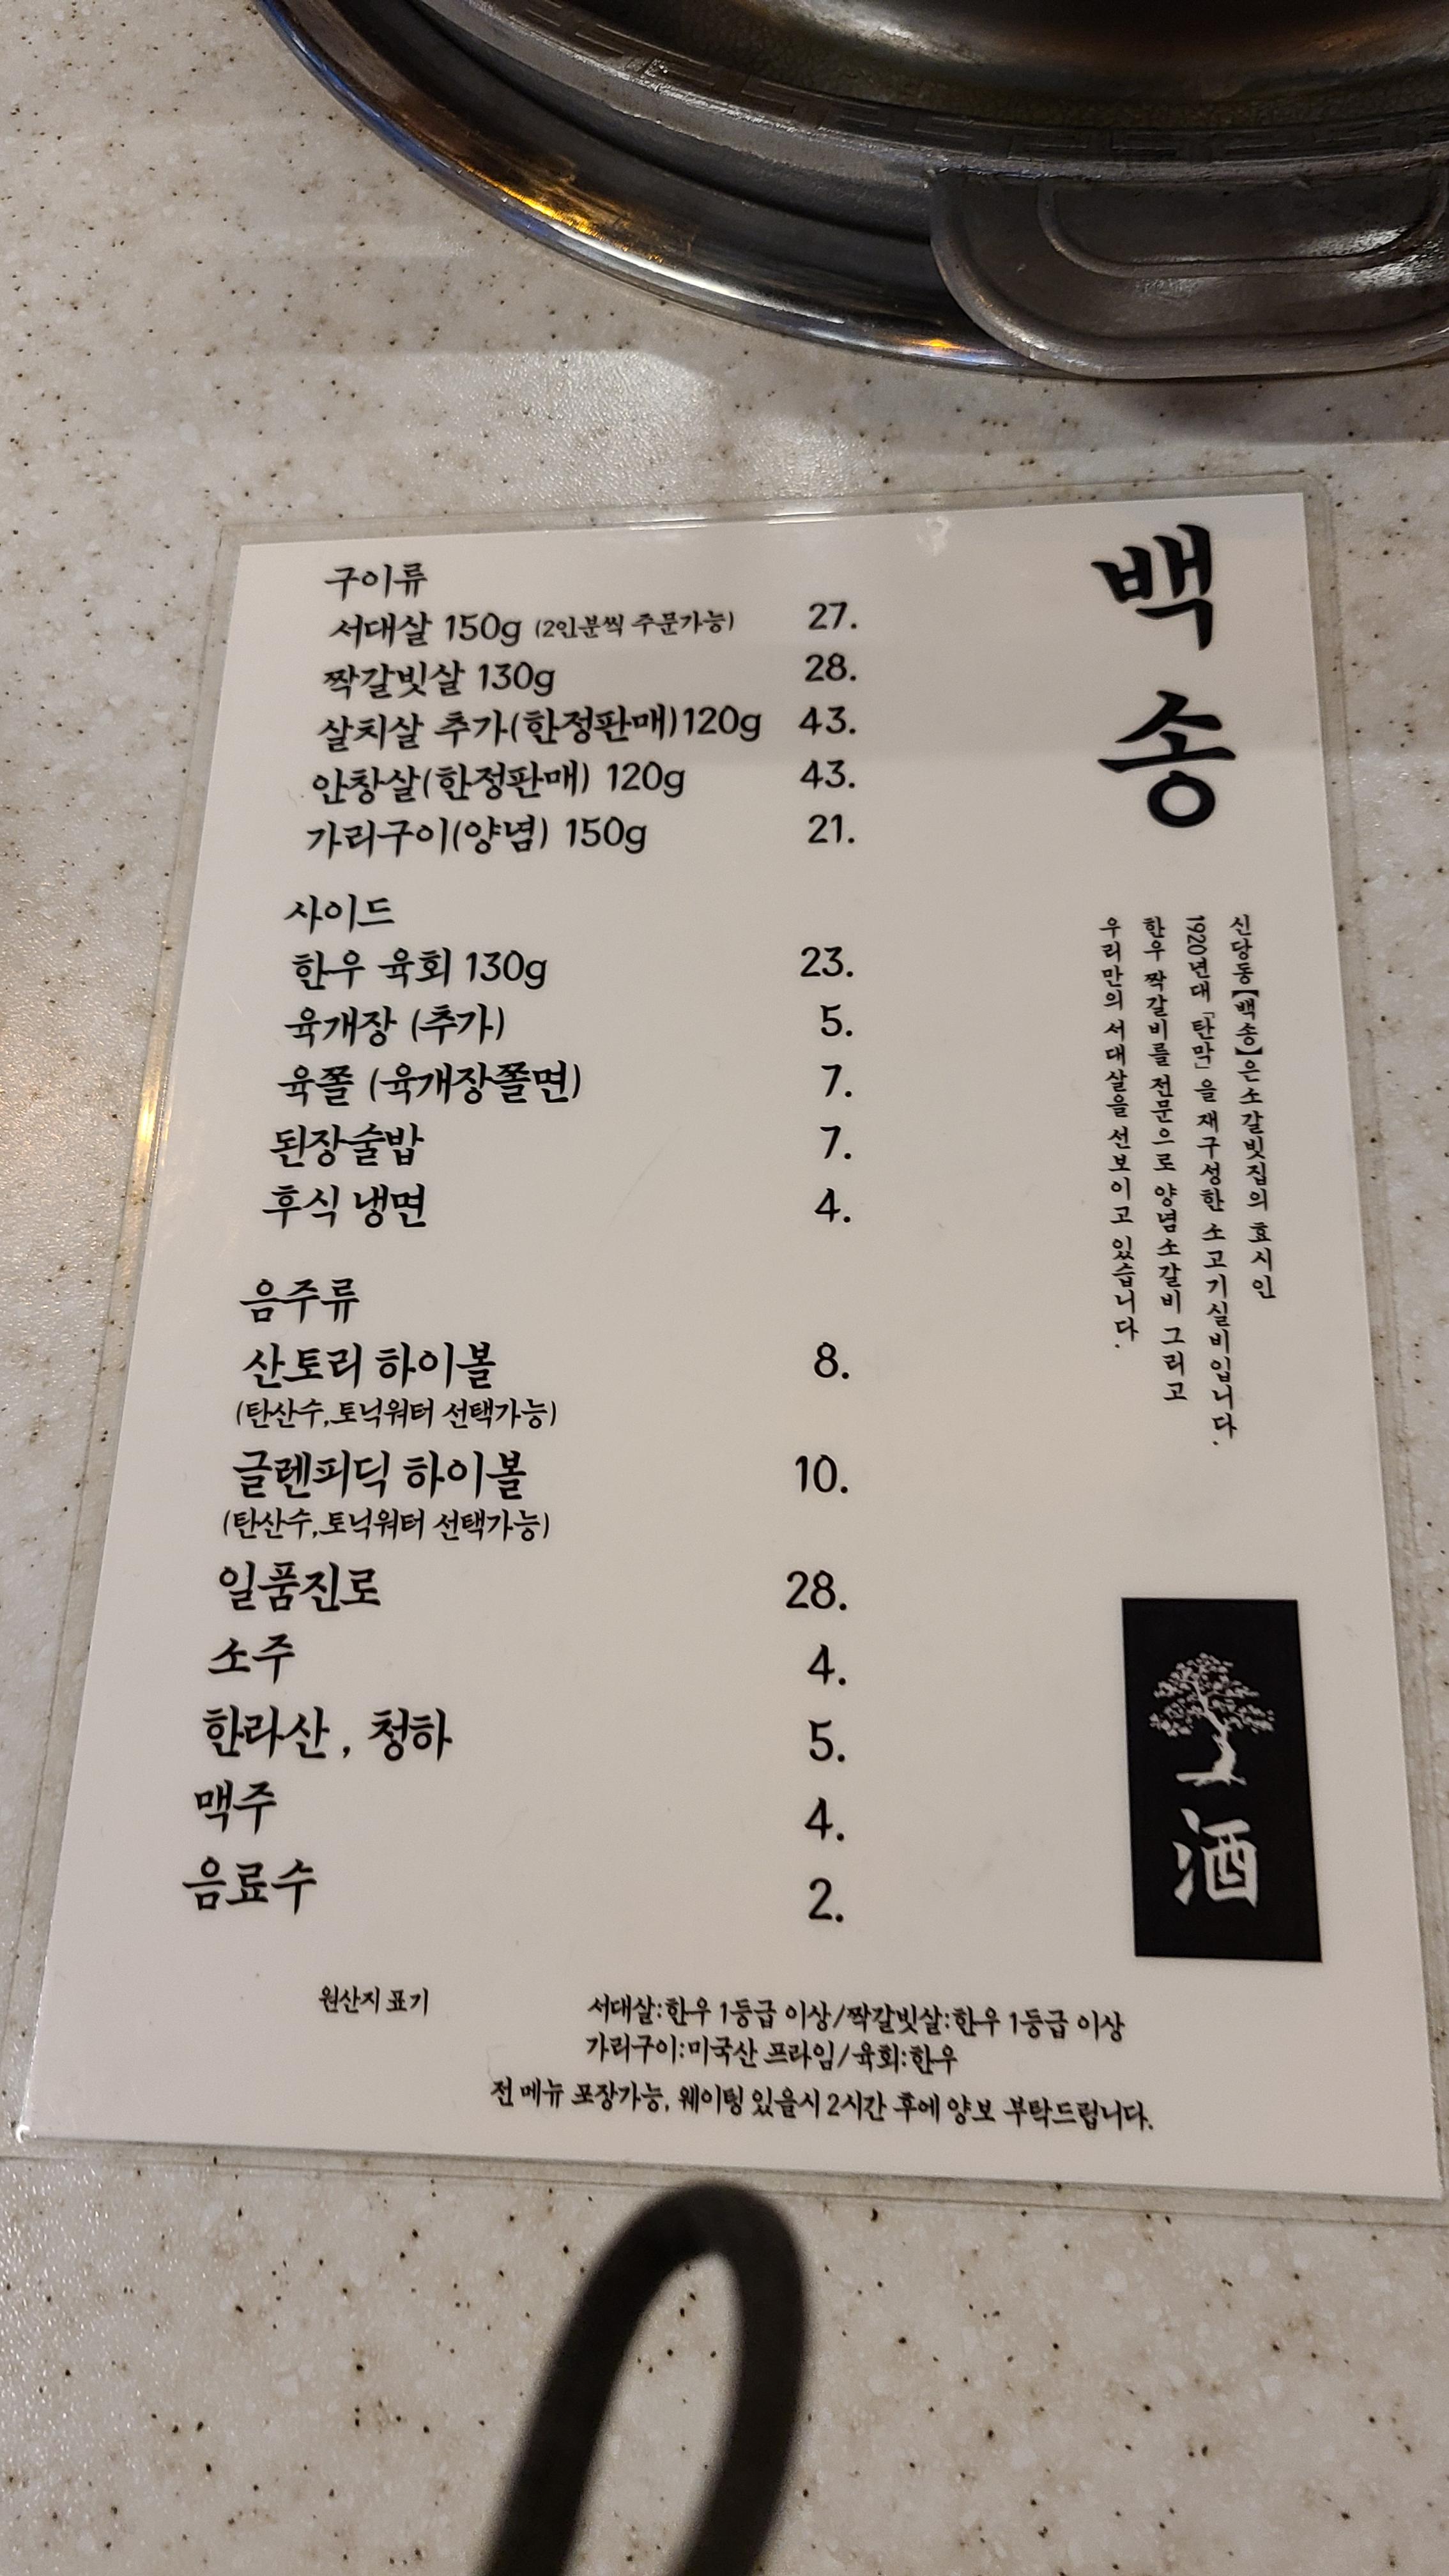 구이류
서대살 150g (2인분씩 주문가능) 27.
짝갈빗살 130g 28.
살치살 추가(한정판매)120g 43.
안창살(한정판매) 120g 43.
가리구이(양념) 150g 21.
사이드
한우 육회 130g 23.
육개장 (추가) 5.
육쫄 (육개장쫄면) 7.
된장술밥 7.
후식 냉면 4.
음주류
산토리 하이볼 8.
(탄산수,토닉워터 선택가능)
글렌피딕 하이볼 10.
(탄산수,토닉워터 선택가능)
일품진로 28.
소주 4.
한라산 , 청하 5.
맥주 4.
음료수 2.
백송
신당동【백송】은 소갈빗집의 효시인
1920년대 「탄막」을 재구성한 소고기실비입니다.
한우 짝갈비를 전문으로 양념소갈비 그리고
우리만의 서대살을 선보이고 있습니다.
酒
원산지 표기
서대살:한우 1등급 이상/짝갈빗살:한우 1등급 이상
가리구이:미국산 프라임/육회:한우
전 메뉴 포장가능, 웨이팅 있을시 2시간 후에 양보 부탁드립니다.